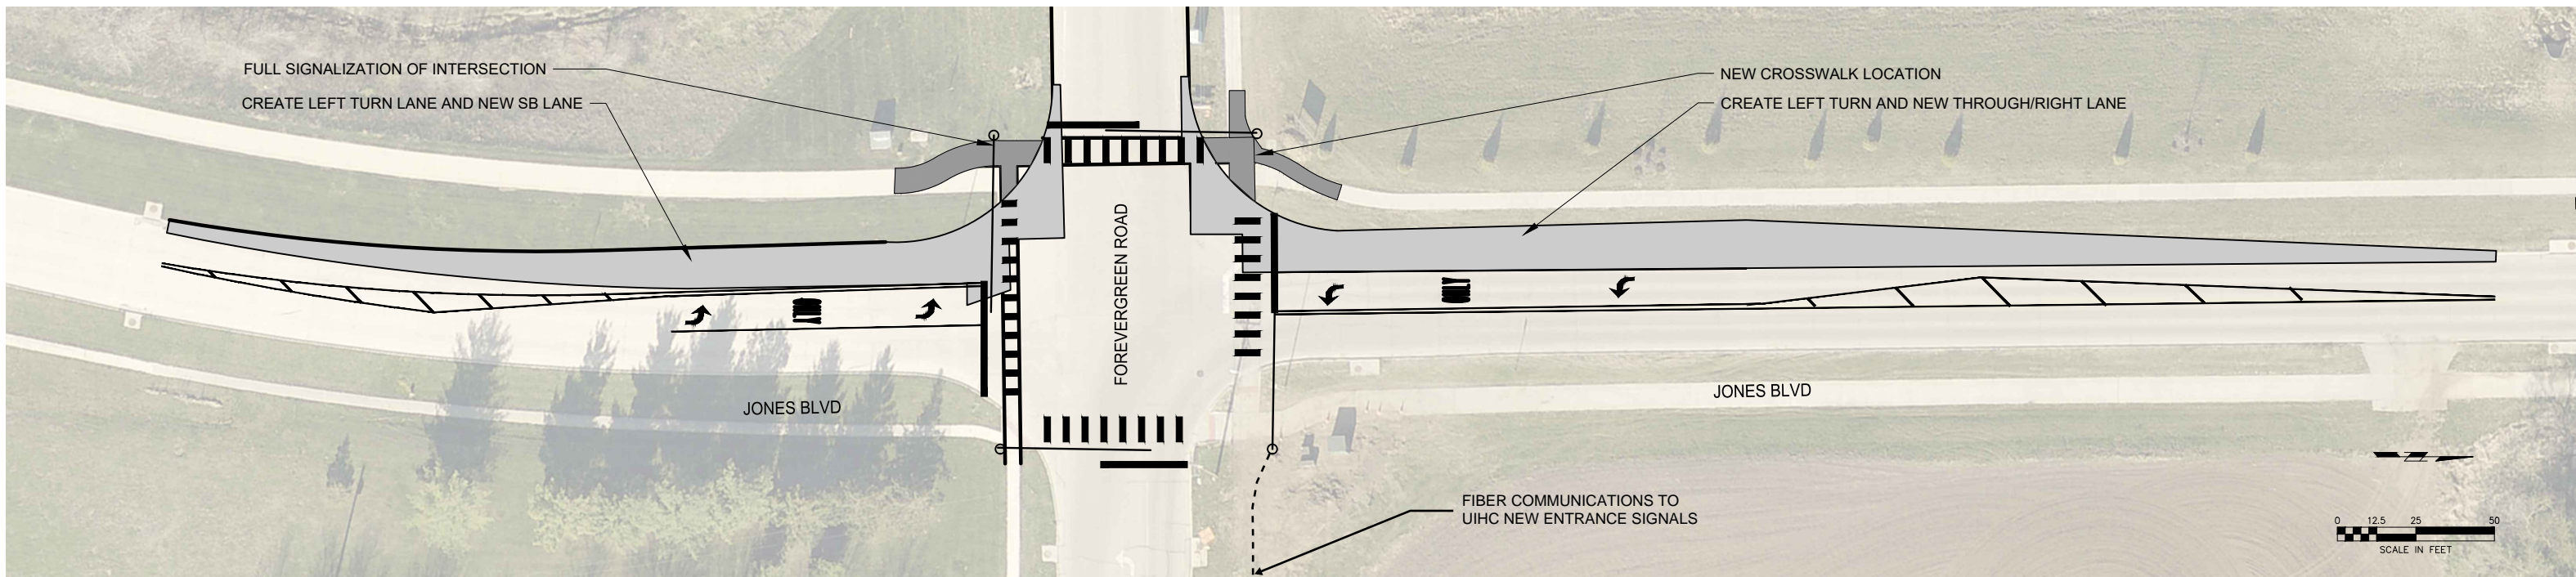 FULL SIGNALIZATION OF INTERSECTION
CREATE LEFT TURN LANE AND NEW SB LANE
NEW CROSSWALK LOCATION
CREATE LEFT TURN AND NEW THROUGH/RIGHT LANE
FOREVERGREEN ROAD
ONLY
ONLY
JONES BLVD
JONES BLVD
FIBER COMMUNICATIONS TO
UIHC NEW ENTRANCE SIGNALS
0 12.5 25 50
SCALE IN FEET